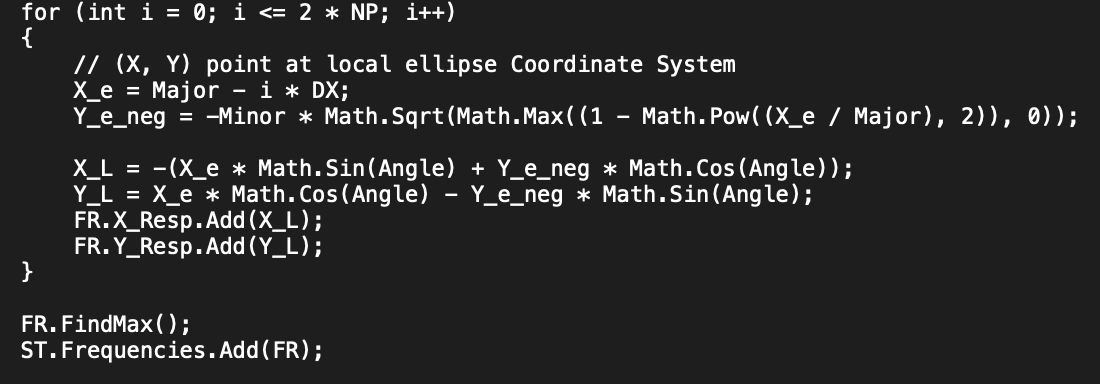 for (int i = 0; i <= 2 * NP; i++)
{
    // (X, Y) point at local ellipse Coordinate System
    X_e = Major - i * DX;
    Y_e_neg = -Minor * Math.Sqrt(Math.Max((1 - Math.Pow((X_e / Major), 2)), 0));

    X_L = -(X_e * Math.Sin(Angle) + Y_e_neg * Math.Cos(Angle));
    Y_L = X_e * Math.Cos(Angle) - Y_e_neg * Math.Sin(Angle);
    FR.X_Resp.Add(X_L);
    FR.Y_Resp.Add(Y_L);
}

FR.FindMax();
ST.Frequencies.Add(FR);